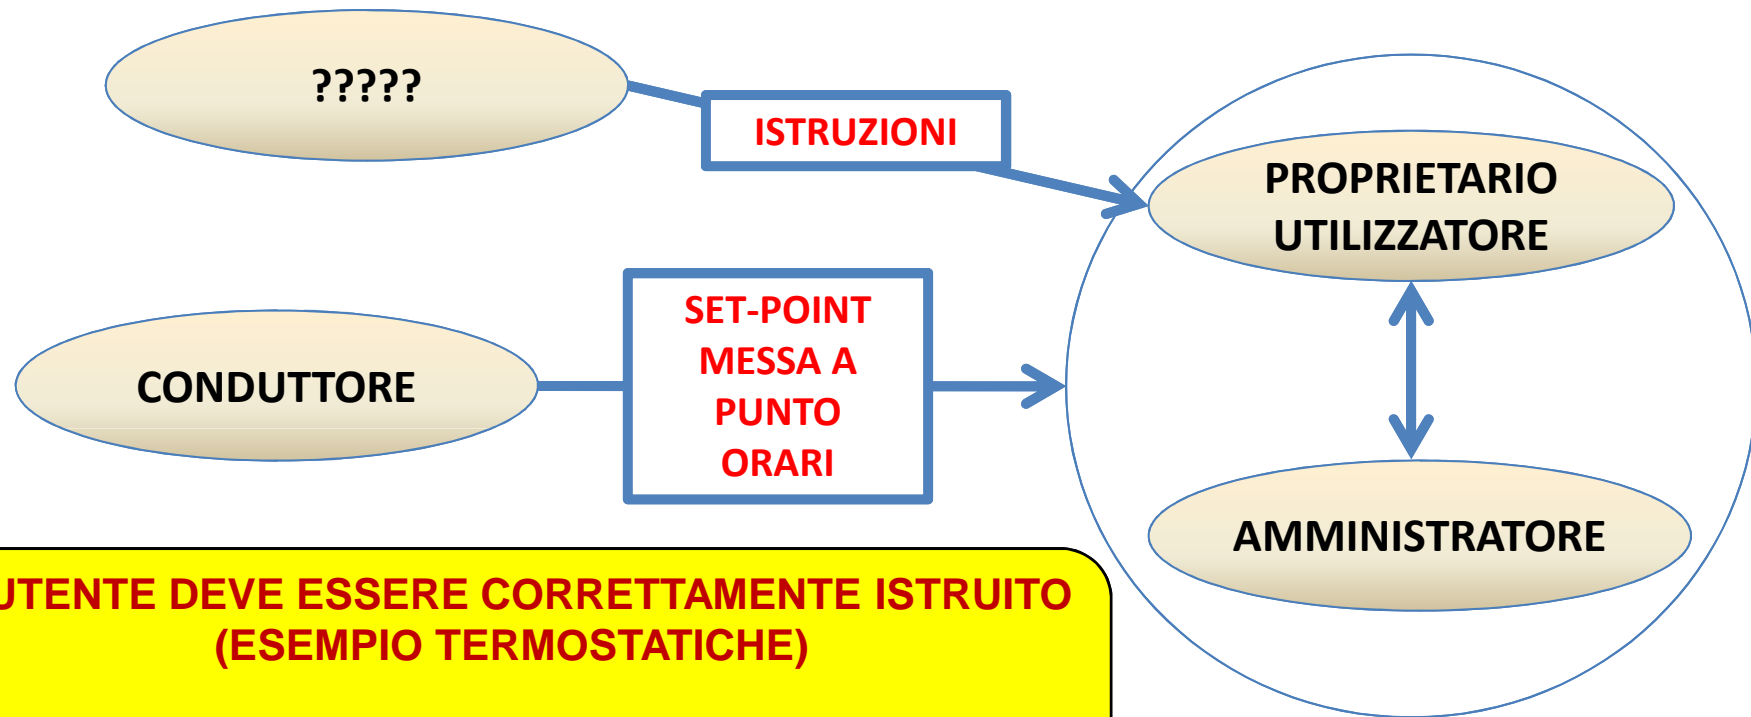 ?????
ISTRUZIONI
PROPRIETARIO
UTILIZZATORE
SET-POINT
MESSA A
PUNTO
ORARI
CONDUTTORE
AMMINISTRATORE
UTENTE DEVE ESSERE CORRETTAMENTE ISTRUITO
(ESEMPIO TERMOSTATICHE)